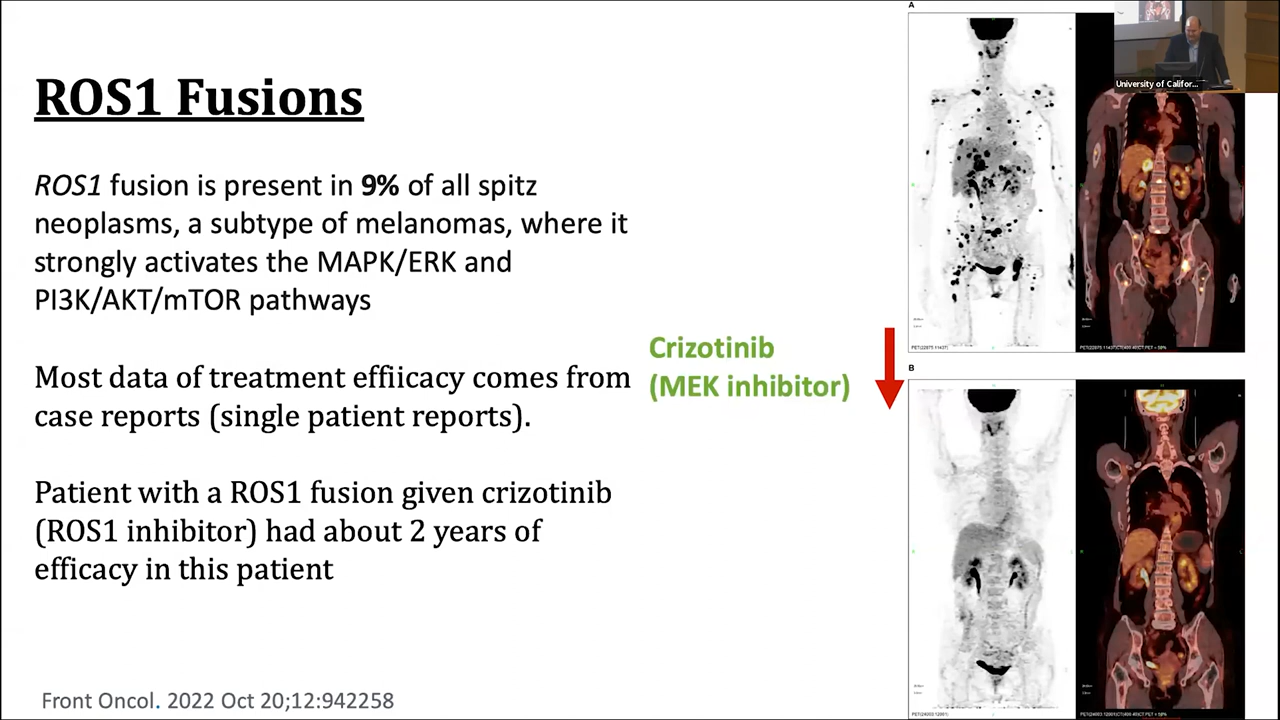 ROS1 Fusions
ROS1 fusion is present in 9% of all spitz
neoplasms, a subtype of melanomas, where it
strongly activates the MAPK/ERK and
PI3K/AKT/mTOR pathways
Most data of treatment effiicacy comes from
case reports (single patient reports).
Patient with a ROS1 fusion given crizotinib
(ROS1 inhibitor) had about 2 years of
efficacy in this patient
Front Oncol. 2022 Oct 20;12:942258
Crizotinib
(MEK inhibitor)
A
University of Califor...
B